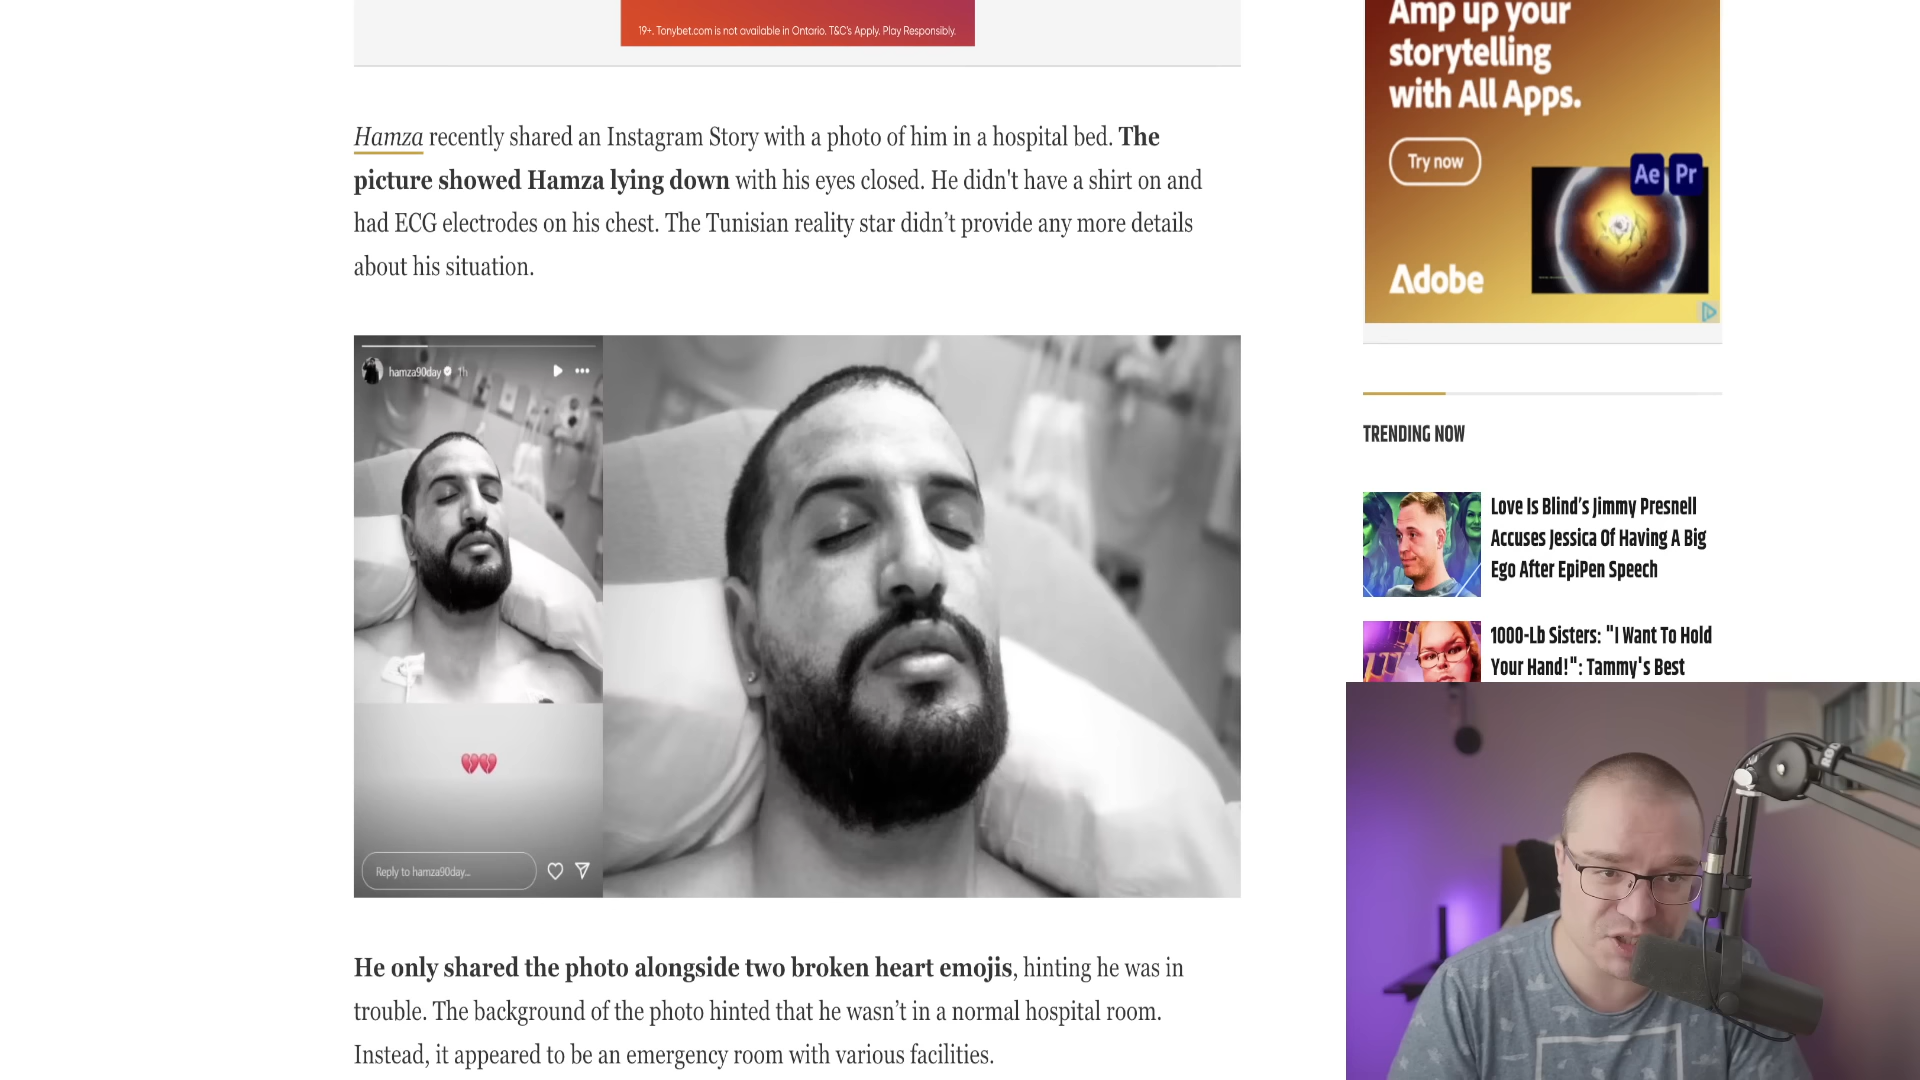 19+. Tonybet.com is not available in Ontario. T&C's Apply. Play Responsibly.
Hamza recently shared an Instagram Story with a photo of him in a hospital bed. The
picture showed Hamza lying down with his eyes closed. He didn't have a shirt on and
had ECG electrodes on his chest. The Tunisian reality star didn’t provide any more details
about his situation.
hamza90day 1h
💔💔
Reply to hamza90day...
He only shared the photo alongside two broken heart emojis, hinting he was in
trouble. The background of the photo hinted that he wasn’t in a normal hospital room.
Instead, it appeared to be an emergency room with various facilities.
Amp up your
storytelling
with All Apps.
Try now
Ae Pr
Adobe
TRENDING NOW
Love Is Blind’s Jimmy Presnell
Accuses Jessica Of Having A Big
Ego After EpiPen Speech
1000-Lb Sisters: "I Want To Hold
Your Hand!": Tammy's Best